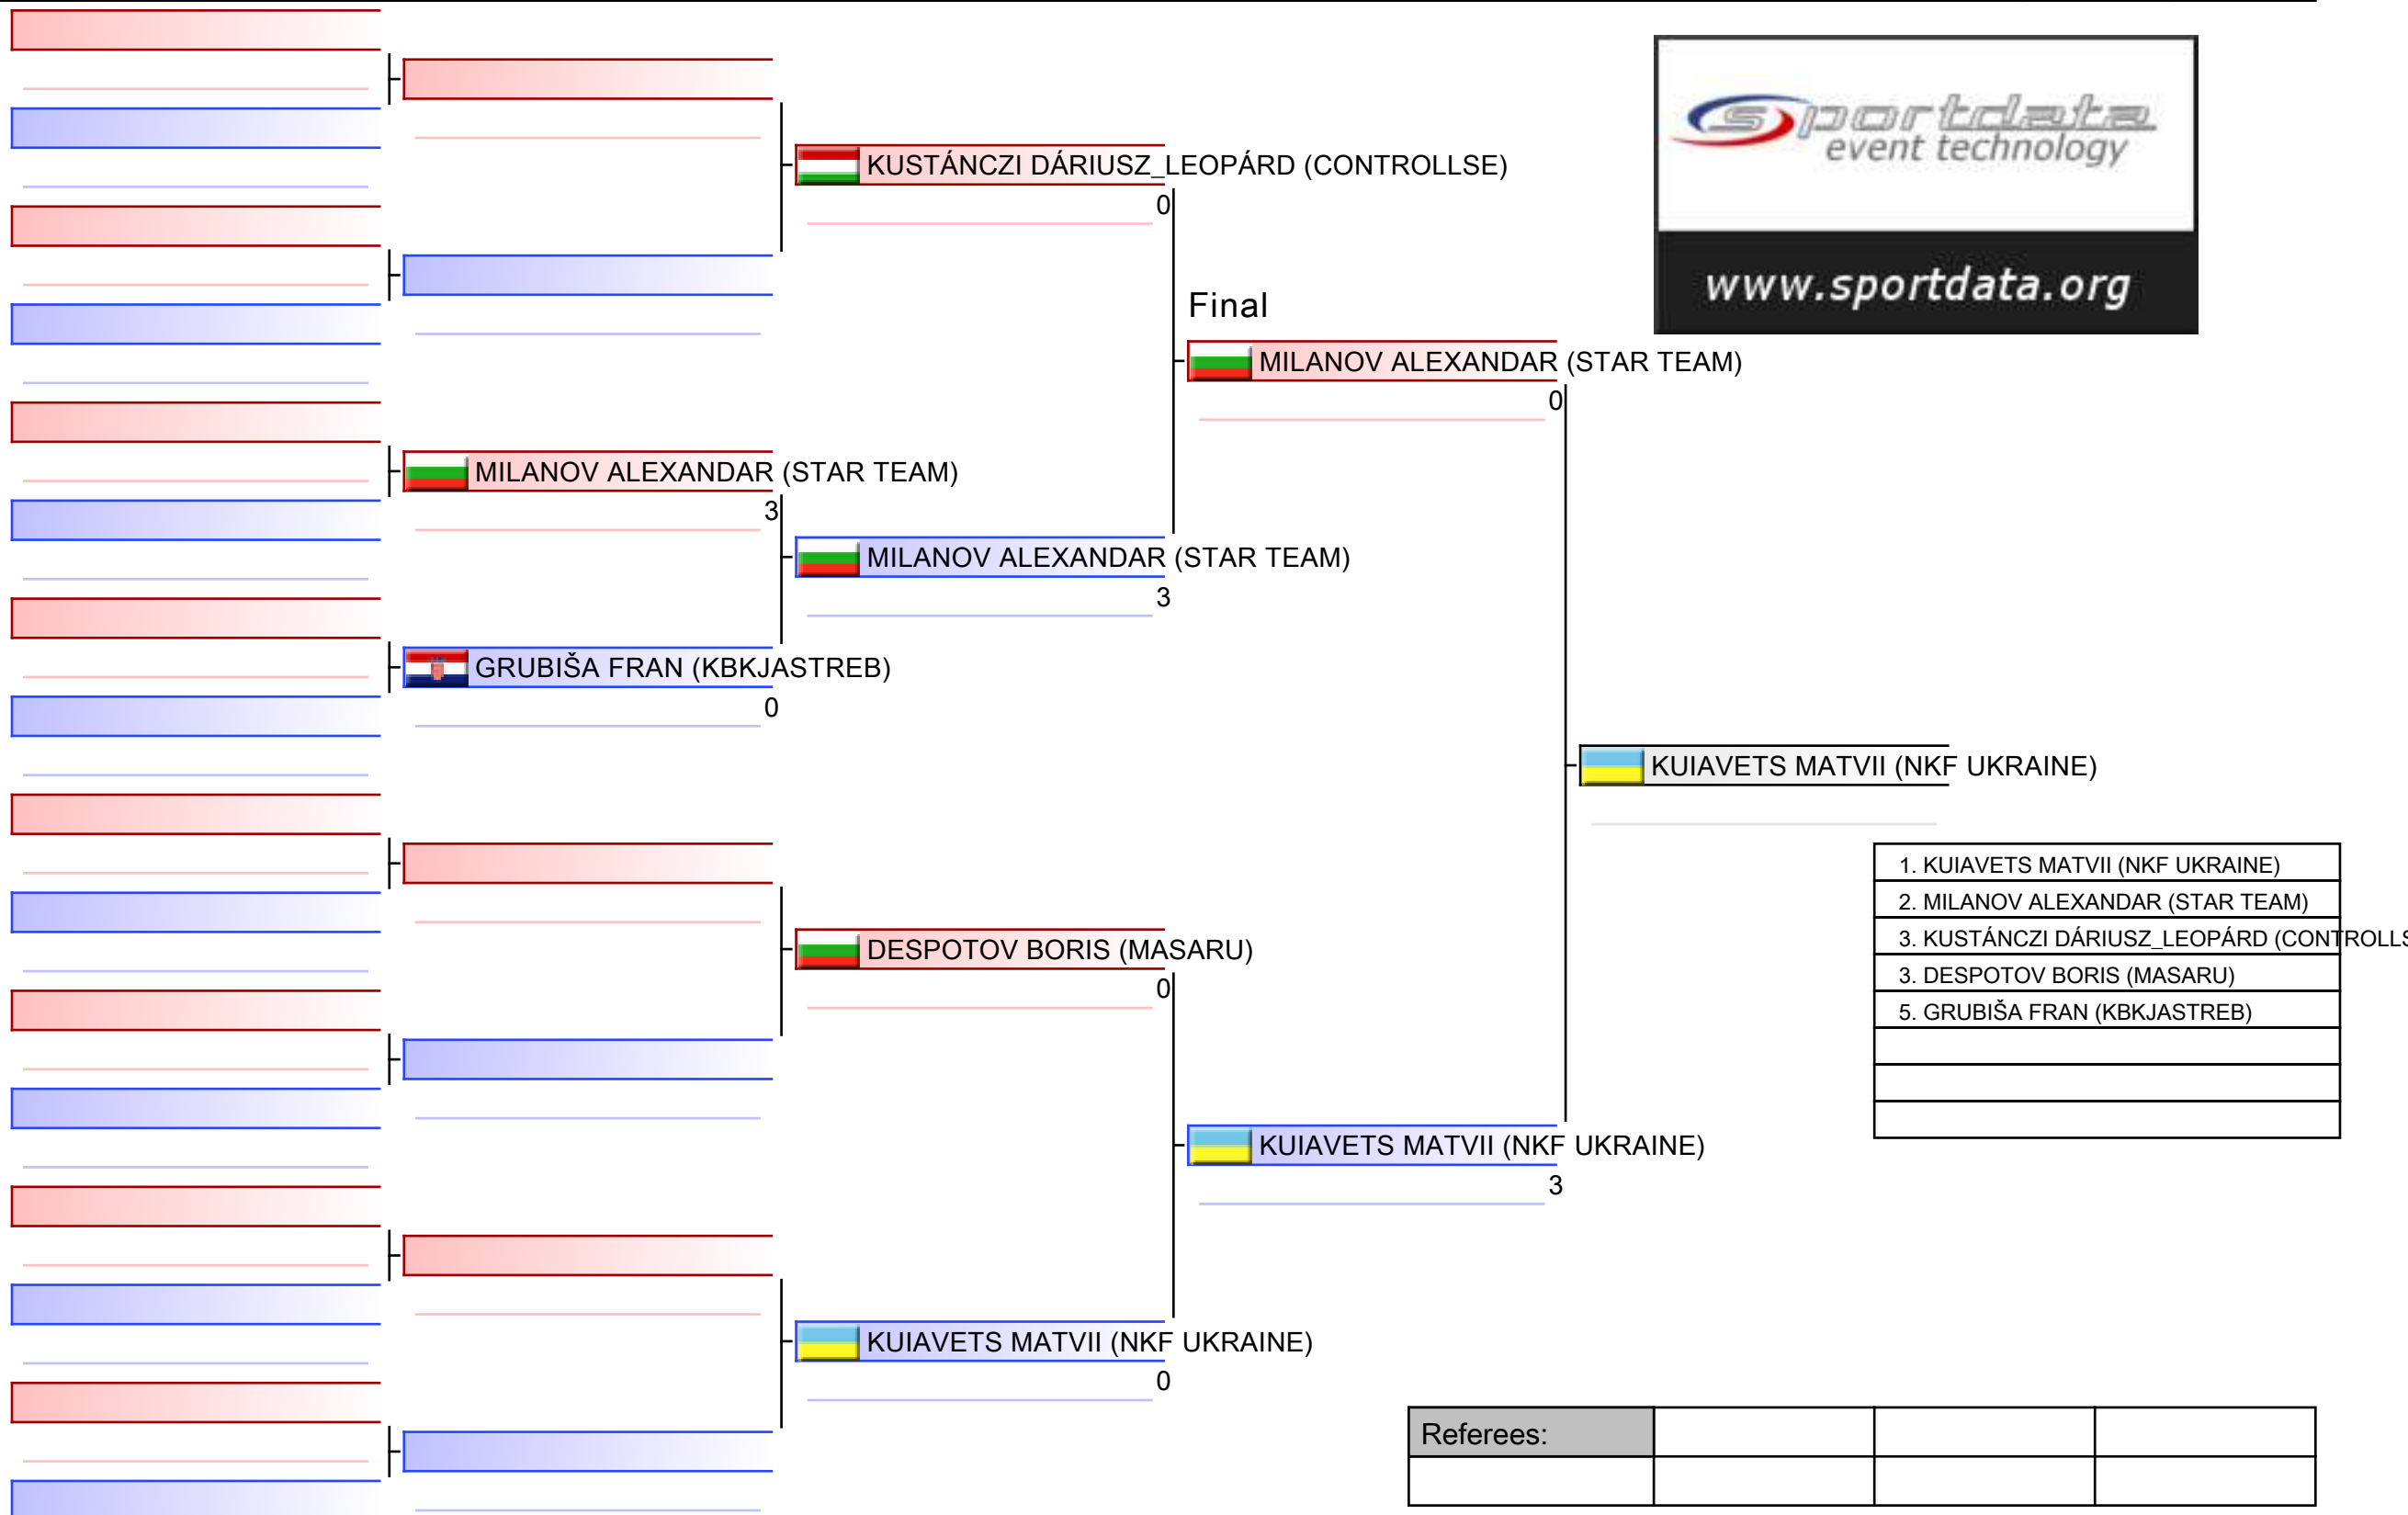 sportdata
event technology
www.sportdata.org
KUSTÁNCZI DÁRIUSZ_LEOPÁRD (CONTROLLSE)
0
Final
MILANOV ALEXANDAR (STAR TEAM)
0
MILANOV ALEXANDAR (STAR TEAM)
3
MILANOV ALEXANDAR (STAR TEAM)
3
GRUBIŠA FRAN (KBKJASTREB)
0
KUIAVETS MATVII (NKF UKRAINE)
1. KUIAVETS MATVII (NKF UKRAINE)
2. MILANOV ALEXANDAR (STAR TEAM)
3. KUSTÁNCZI DÁRIUSZ_LEOPÁRD (CONTROLLS
3. DESPOTOV BORIS (MASARU)
5. GRUBIŠA FRAN (KBKJASTREB)
DESPOTOV BORIS (MASARU)
0
KUIAVETS MATVII (NKF UKRAINE)
3
KUIAVETS MATVII (NKF UKRAINE)
0
Referees: